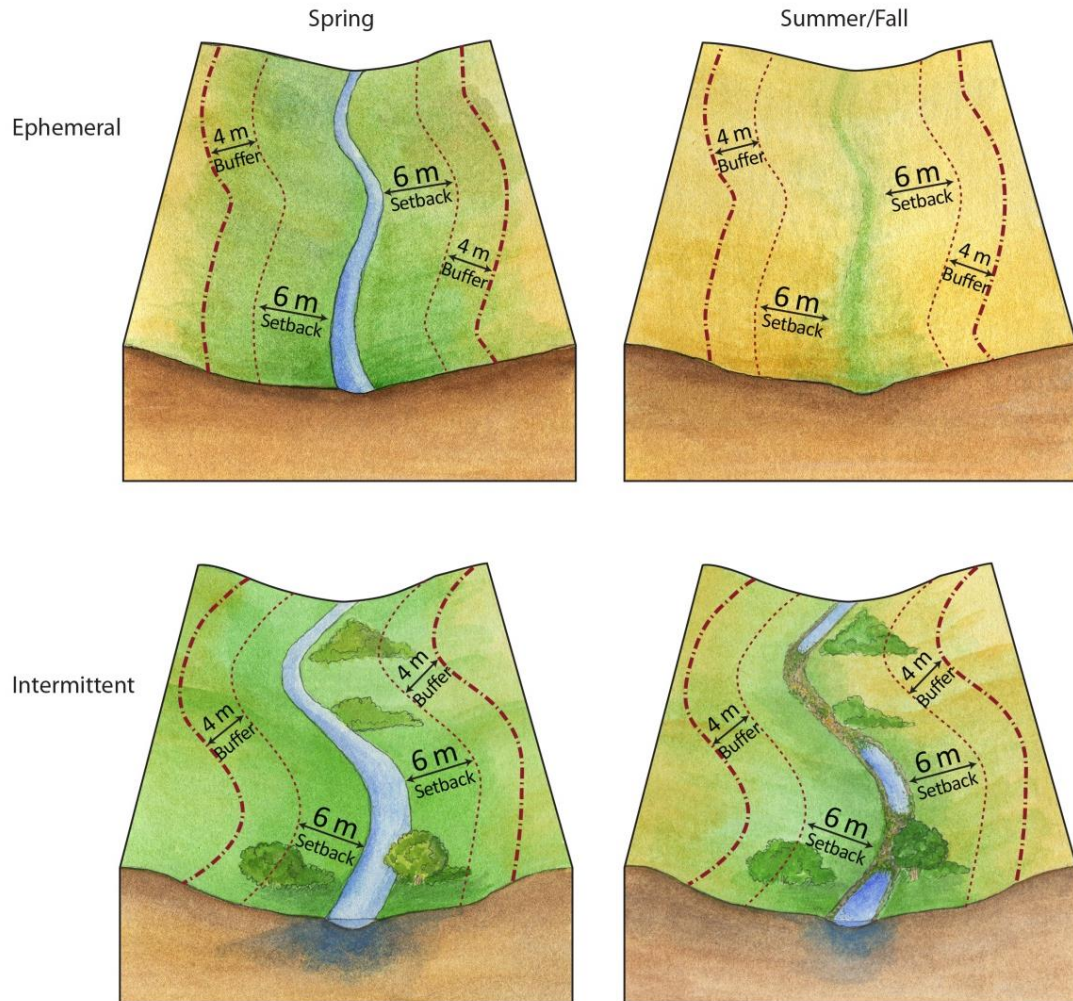 Spring
Summer/Fall
Ephemeral
4 m
Buffer
6 m
Setback
4 m
Buffer
6 m
Setback
4 m
Buffer
6 m
Setback
4 m
Buffer
6 m
Setback
Intermittent
4 m
Buffer
4 m
Buffer
6 m
Setback
6 m
Setback
4 m
Buffer
4 m
Buffer
6 m
Setback
6 m
Setback